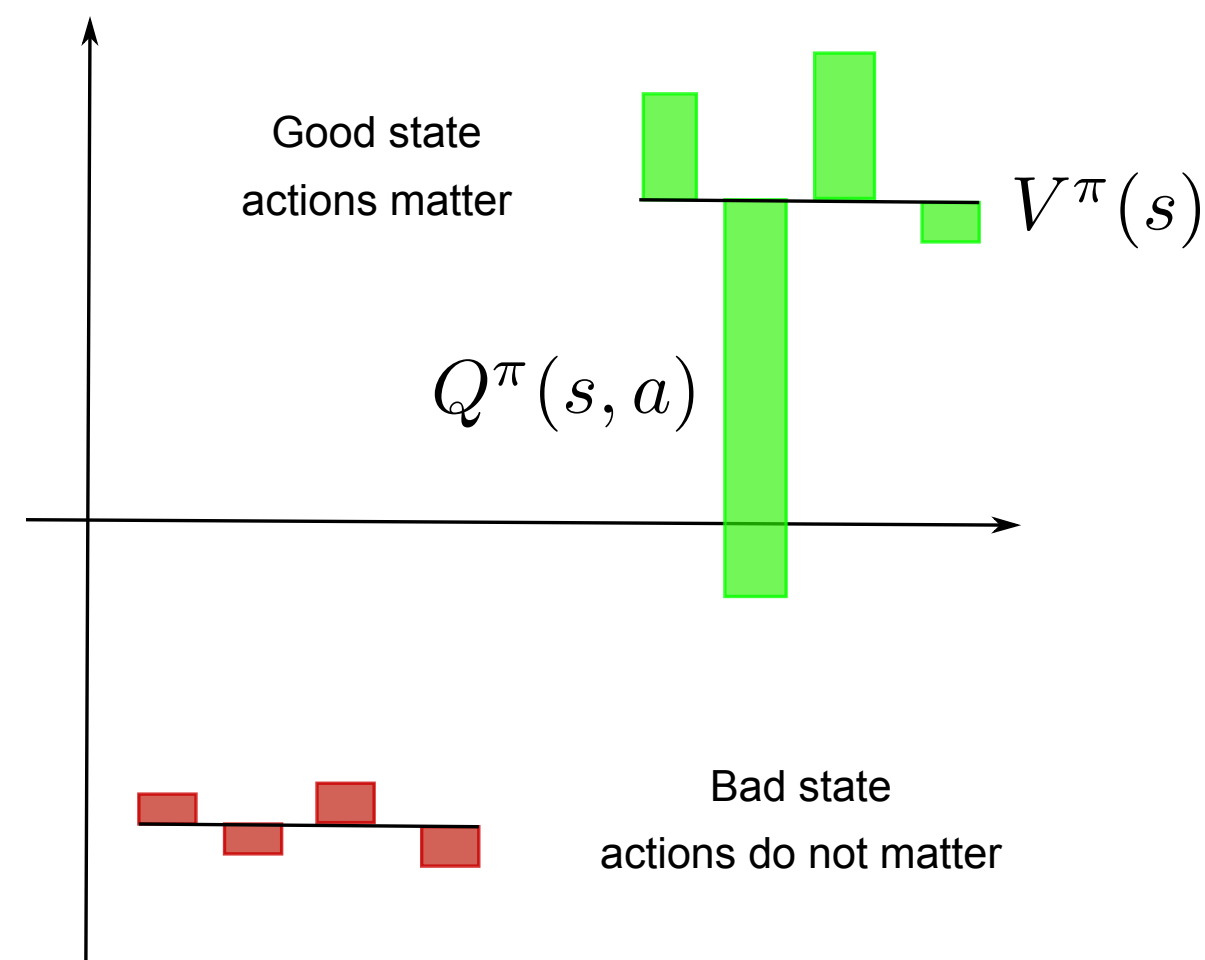 Good state
actions matter
V^π(s)
Q^π(s, a)
Bad state
actions do not matter